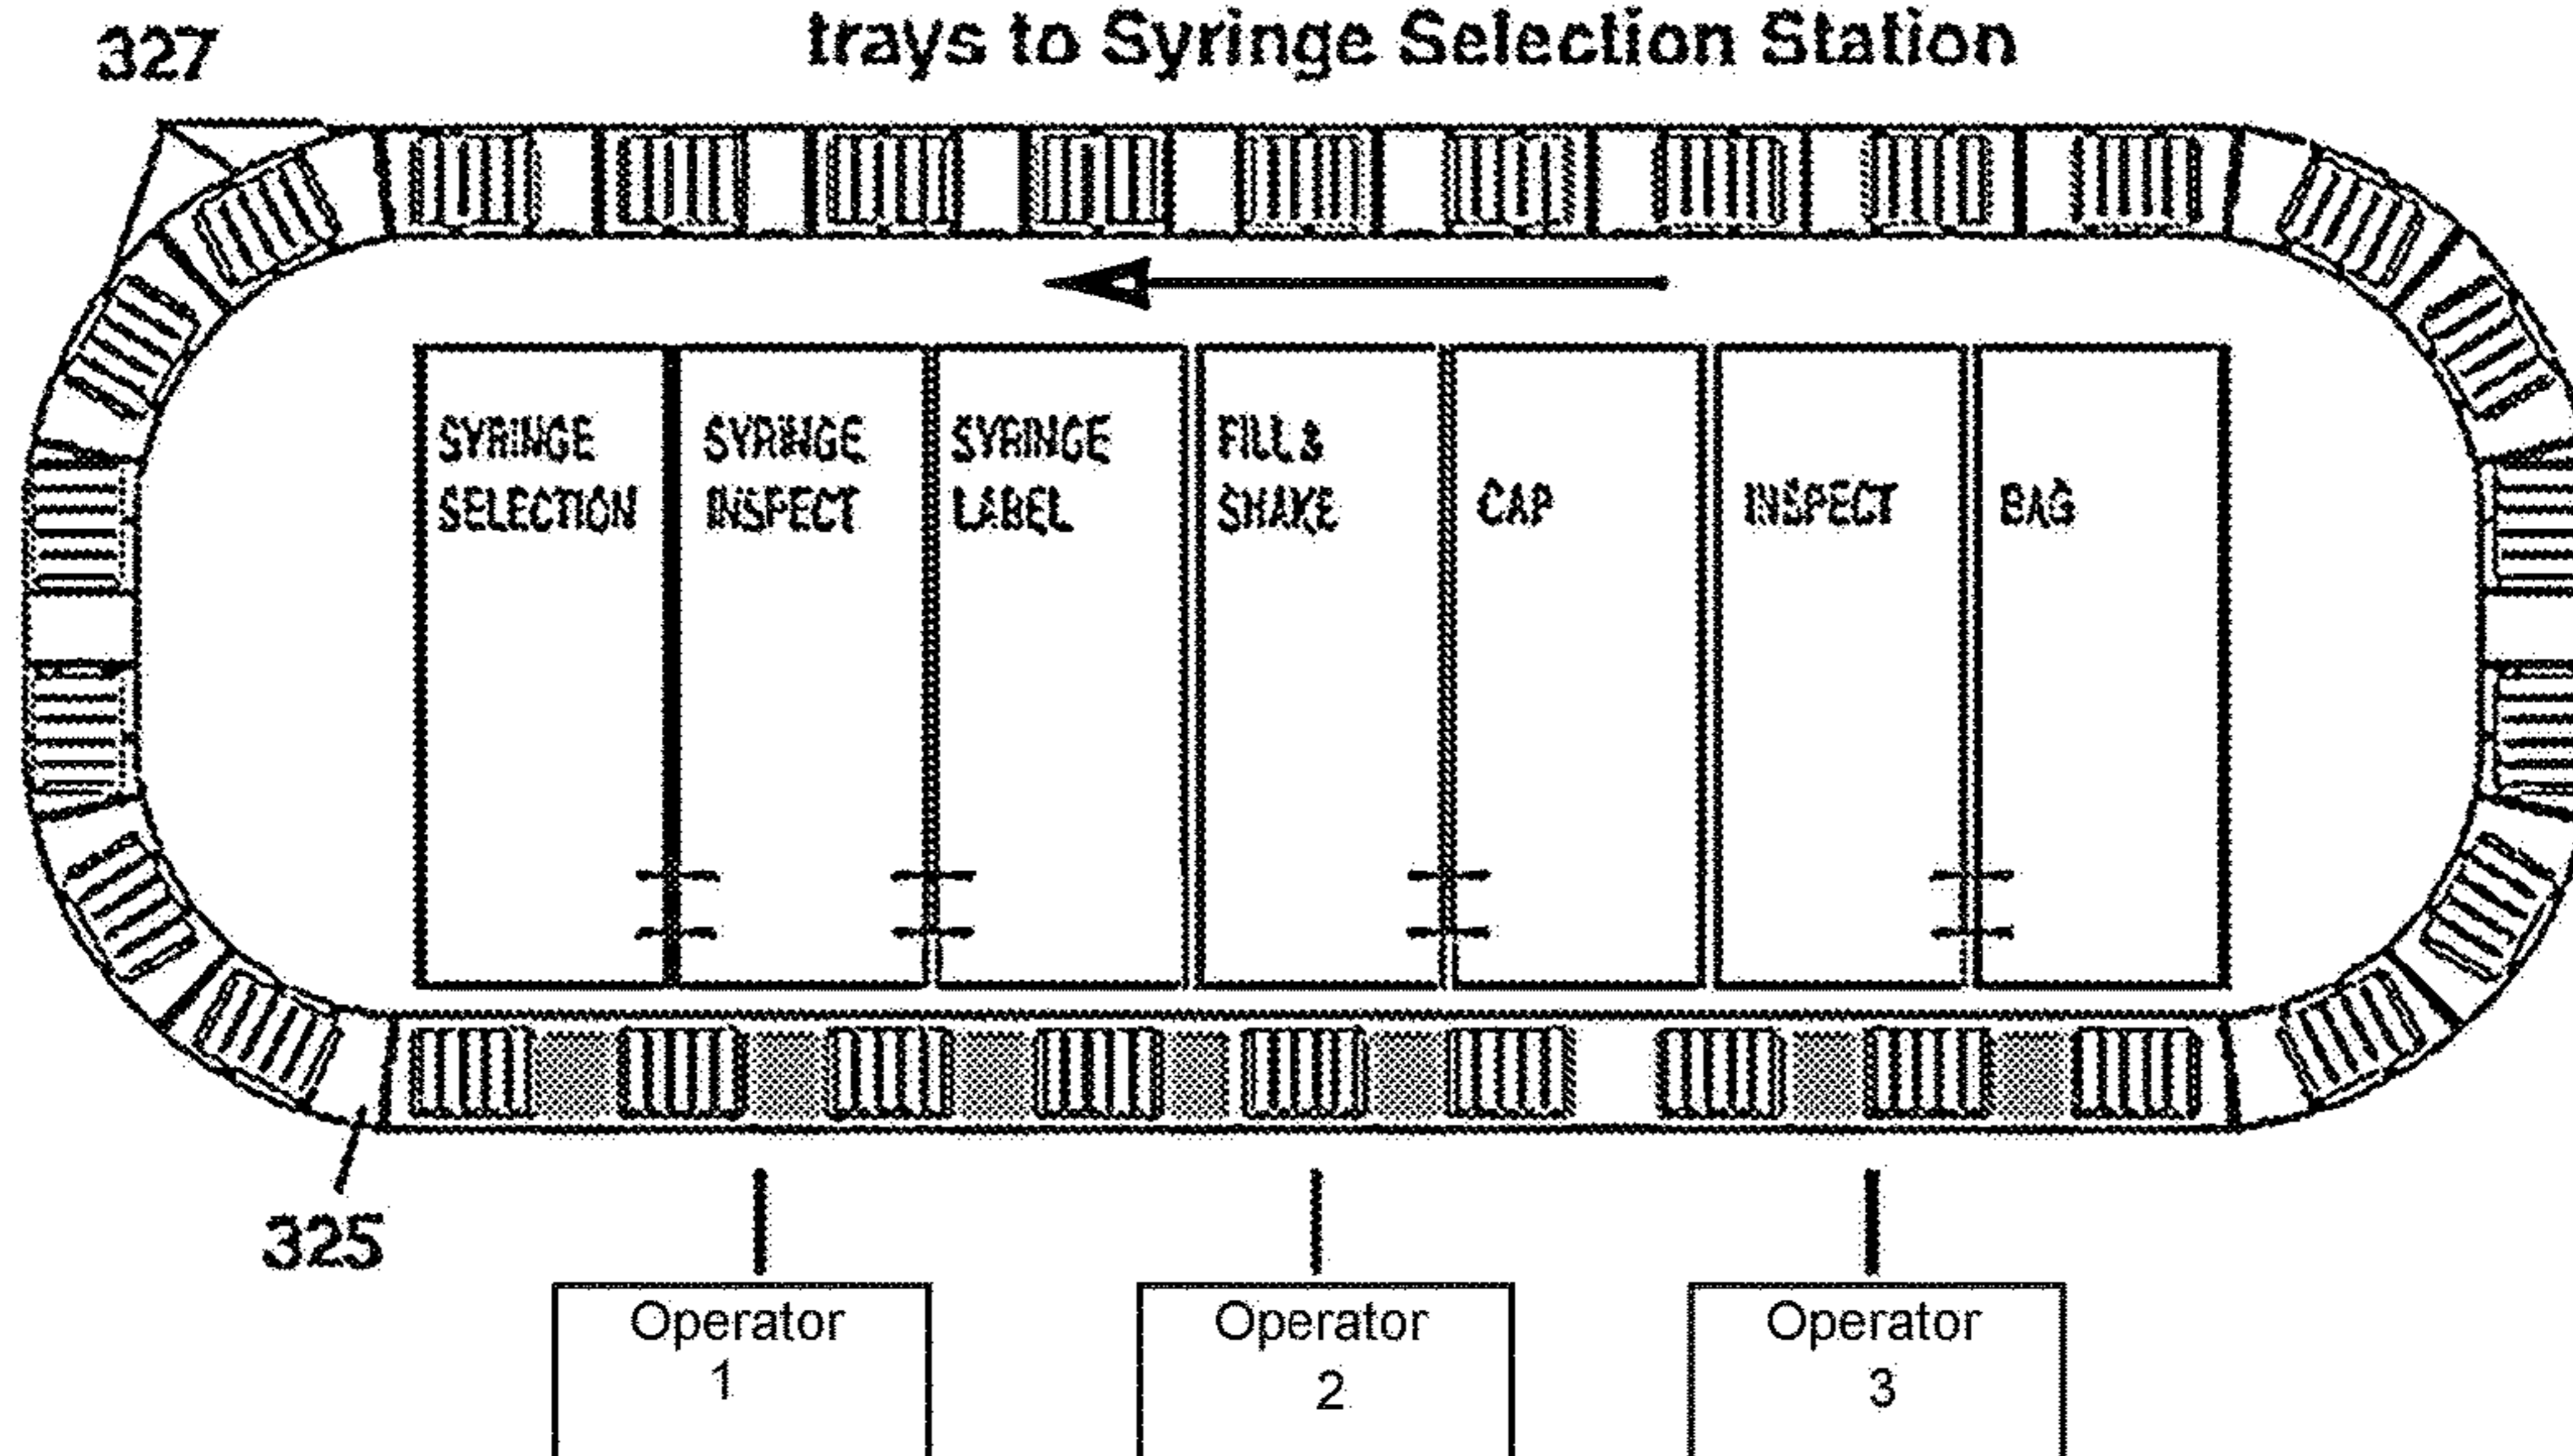 327
trays to Syringe Selection Station
SYRINGE
SELECTION
SYRINGE
INSPECT
SYRINGE
LABEL
FILL &
SHAKE
CAP
INSPECT
BAG
325
Operator
1
Operator
2
Operator
3